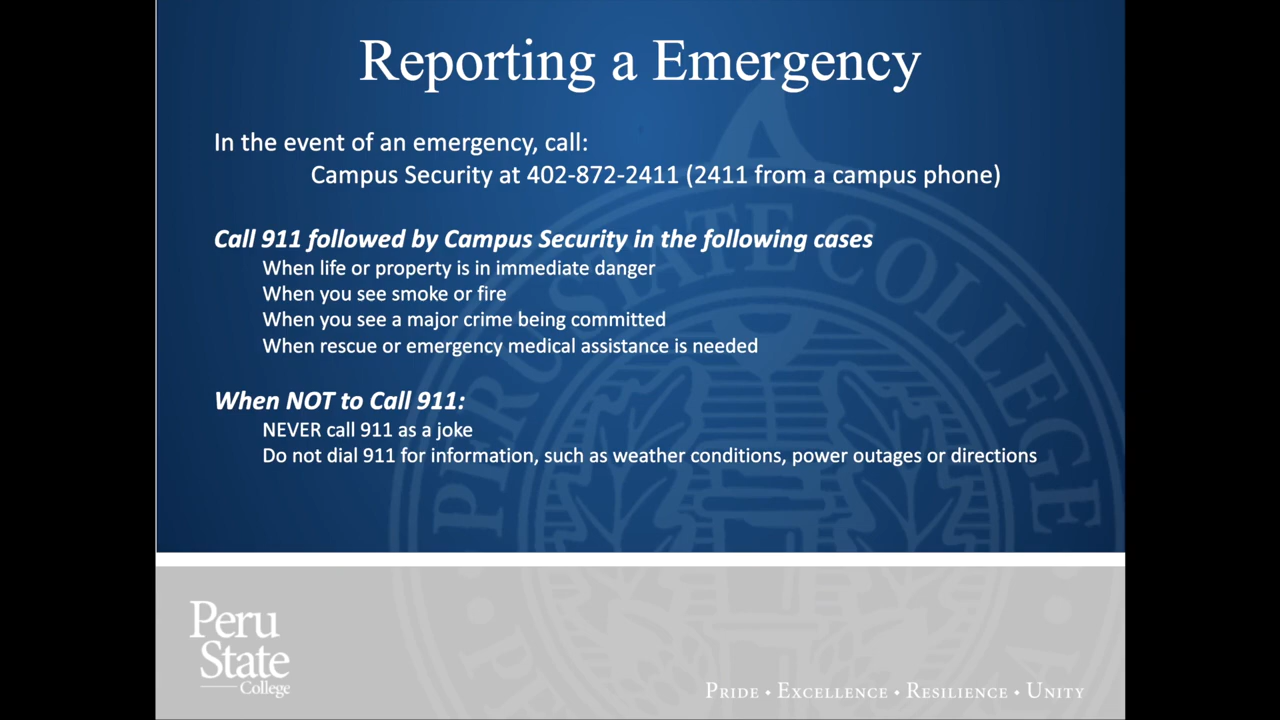 Reporting a Emergency
In the event of an emergency, call:
Campus Security at 402-872-2411 (2411 from a campus phone)
Call 911 followed by Campus Security in the following cases
When life or property is in immediate danger
When you see smoke or fire
When you see a major crime being committed
When rescue or emergency medical assistance is needed
When NOT to Call 911:
NEVER call 911 as a joke
Do not dial 911 for information, such as weather conditions, power outages or directions
PERU STATE COLLEGE
Peru
State
College
PRIDE • EXCELLENCE • RESILIENCE • UNITY